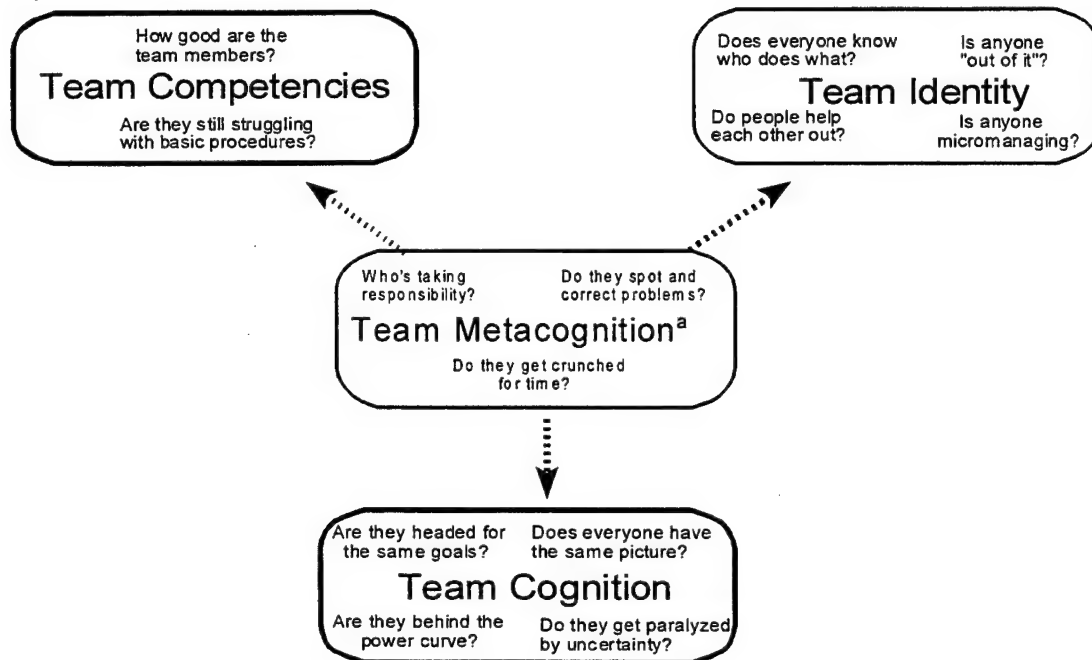 How good are the
team members?
Team Competencies
Are they still struggling
with basic procedures?
Does everyone know
who does what?
Is anyone
"out of it"?
Team Identity
Do people help
each other out?
Is anyone
micromanaging?
Who's taking
responsibility?
Do they spot and
correct problems?
Team Metacognitionᵃ
Do they get crunched
for time?
Are they headed for
the same goals?
Does everyone have
the same picture?
Team Cognition
Are they behind the
power curve?
Do they get paralyzed
by uncertainty?